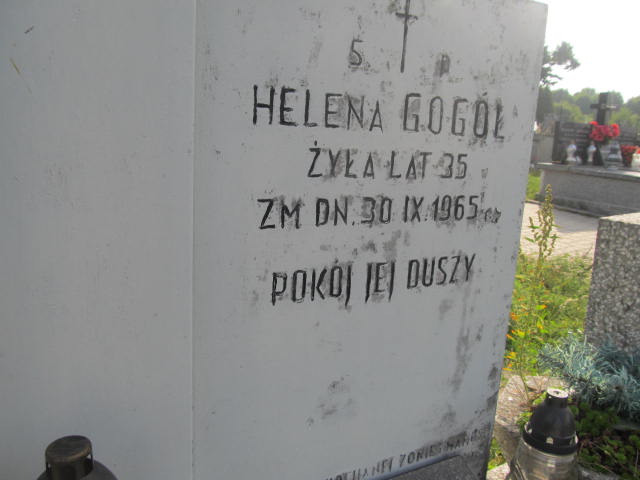 Ś. P.
HELENA GOGÓŁ
ŻYŁA LAT 35
ZM DN. 30 IX. 1965
POKÓJ JEJ DUSZY